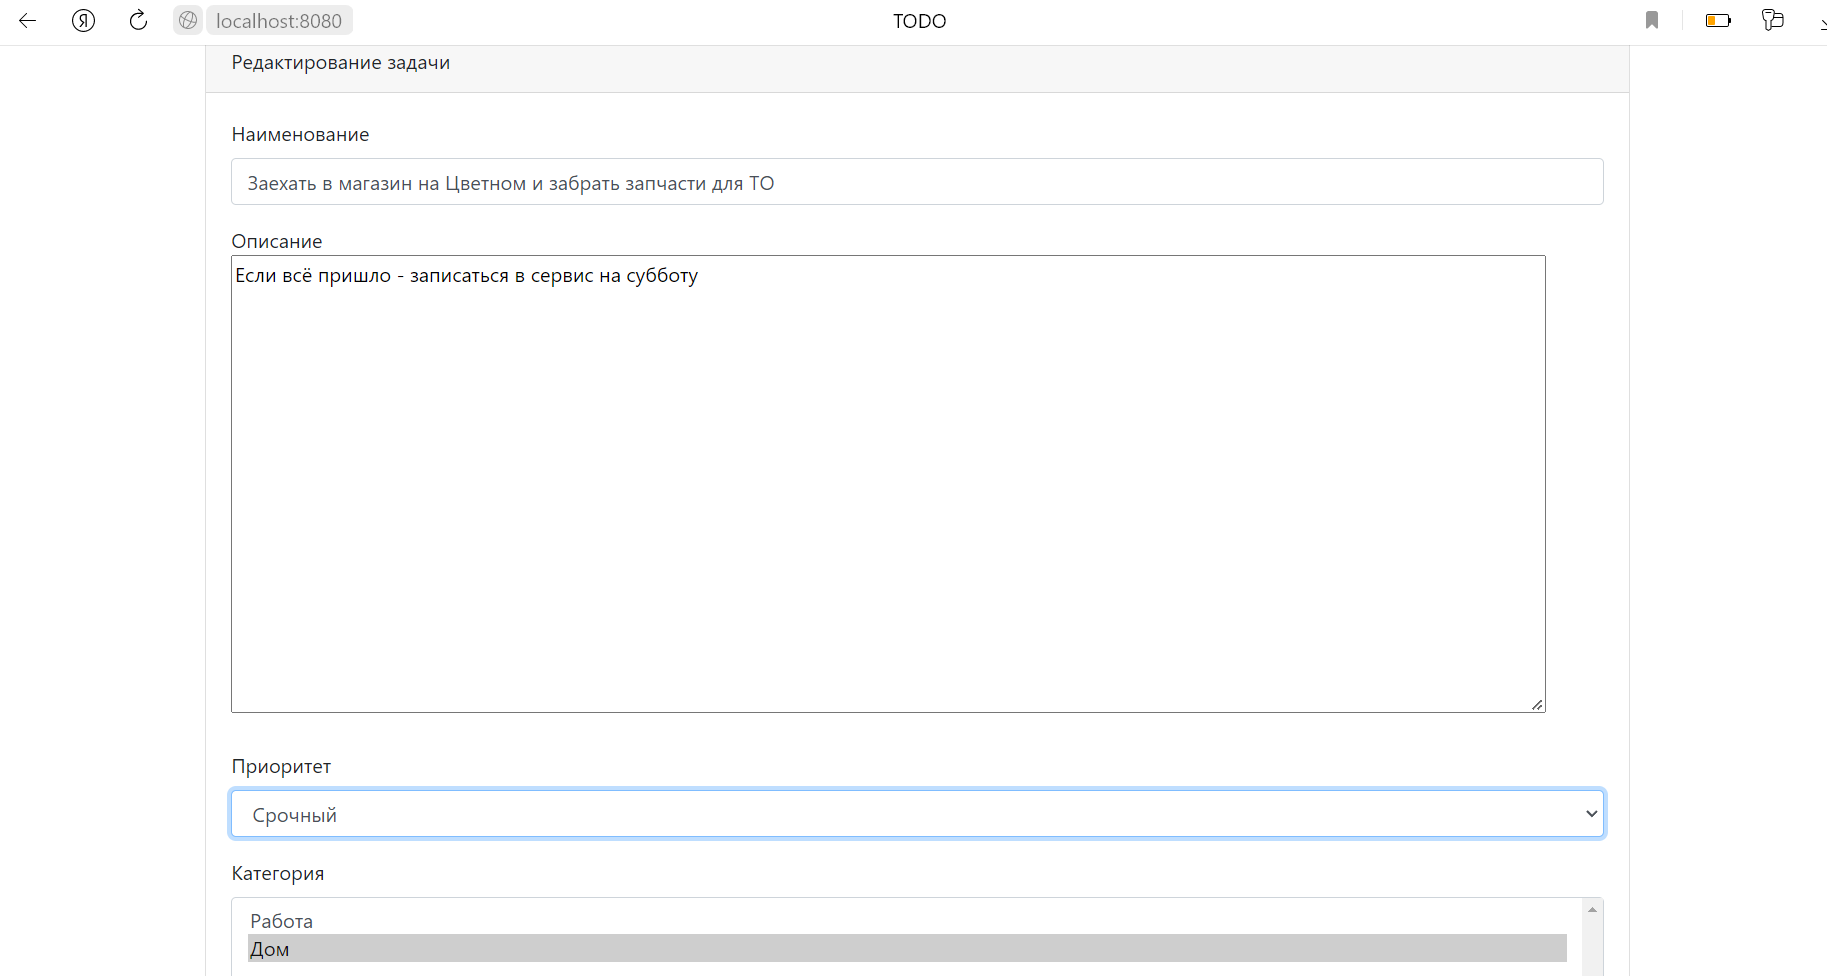 Я localhost:8080 TODO
Редактирование задачи
Наименование
Заехать в магазин на Цветном и забрать запчасти для ТО
Описание
Если всё пришло - записаться в сервис на субботу
Приоритет
Срочный
Категория
Работа
Дом